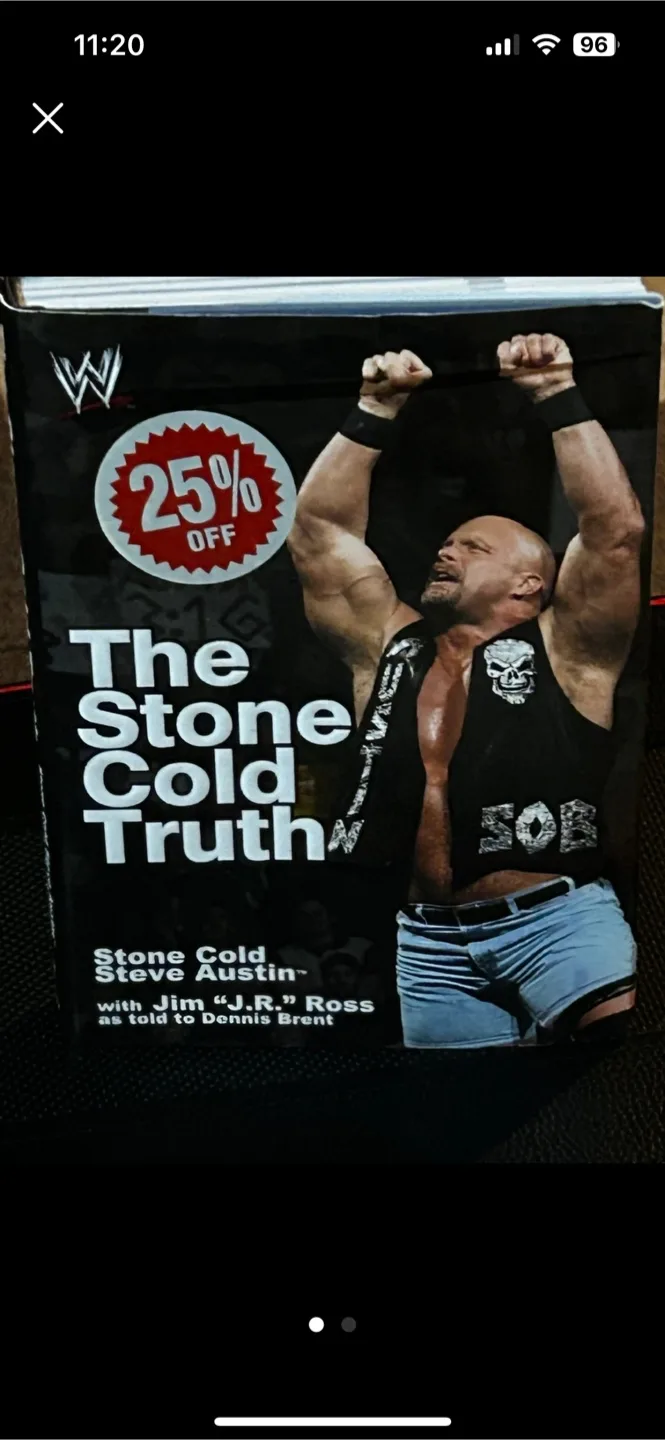 11:20
96
W
25%
OFF
The
Stone
Cold
Truth
SOB
Stone Cold
Steve Austin™
with Jim “J.R.” Ross
as told to Dennis Brent